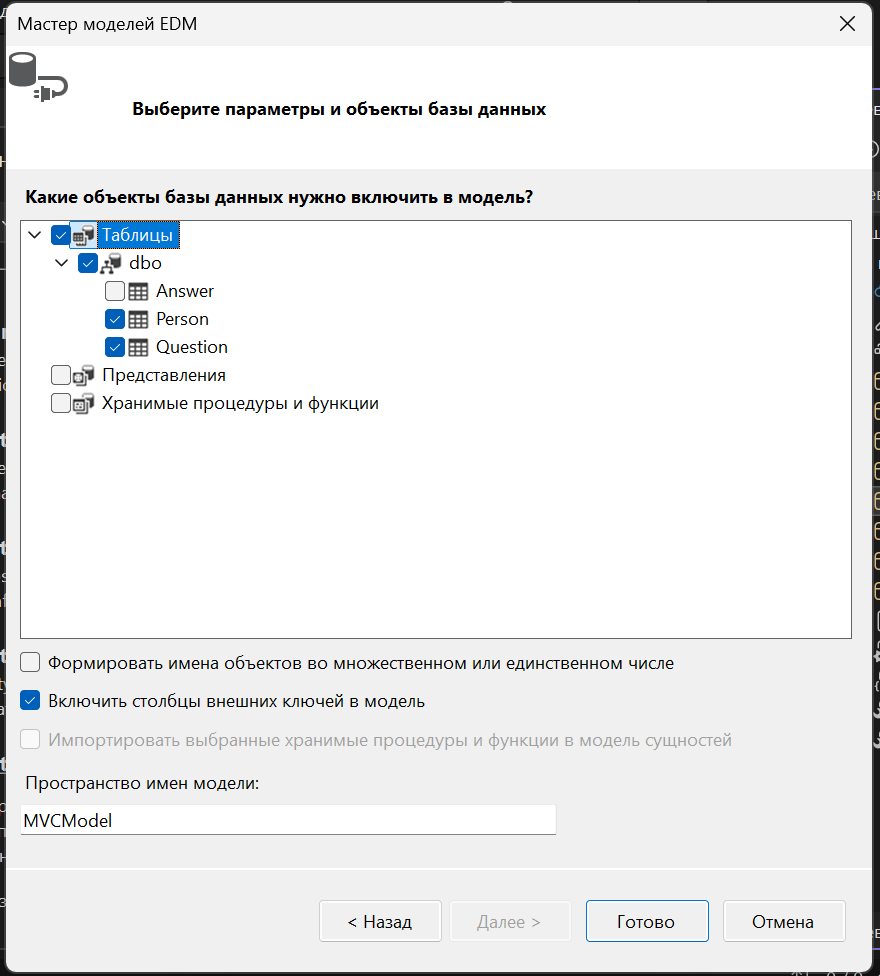 Мастер моделей EDM
Выберите параметры и объекты базы данных
Какие объекты базы данных нужно включить в модель?
Таблицы
dbo
Answer
Person
Question
Представления
Хранимые процедуры и функции
Формировать имена объектов во множественном или единственном числе
Включить столбцы внешних ключей в модель
Импортировать выбранные хранимые процедуры и функции в модель сущностей
Пространство имен модели:
MVCModel
< Назад
Далее >
Готово
Отмена